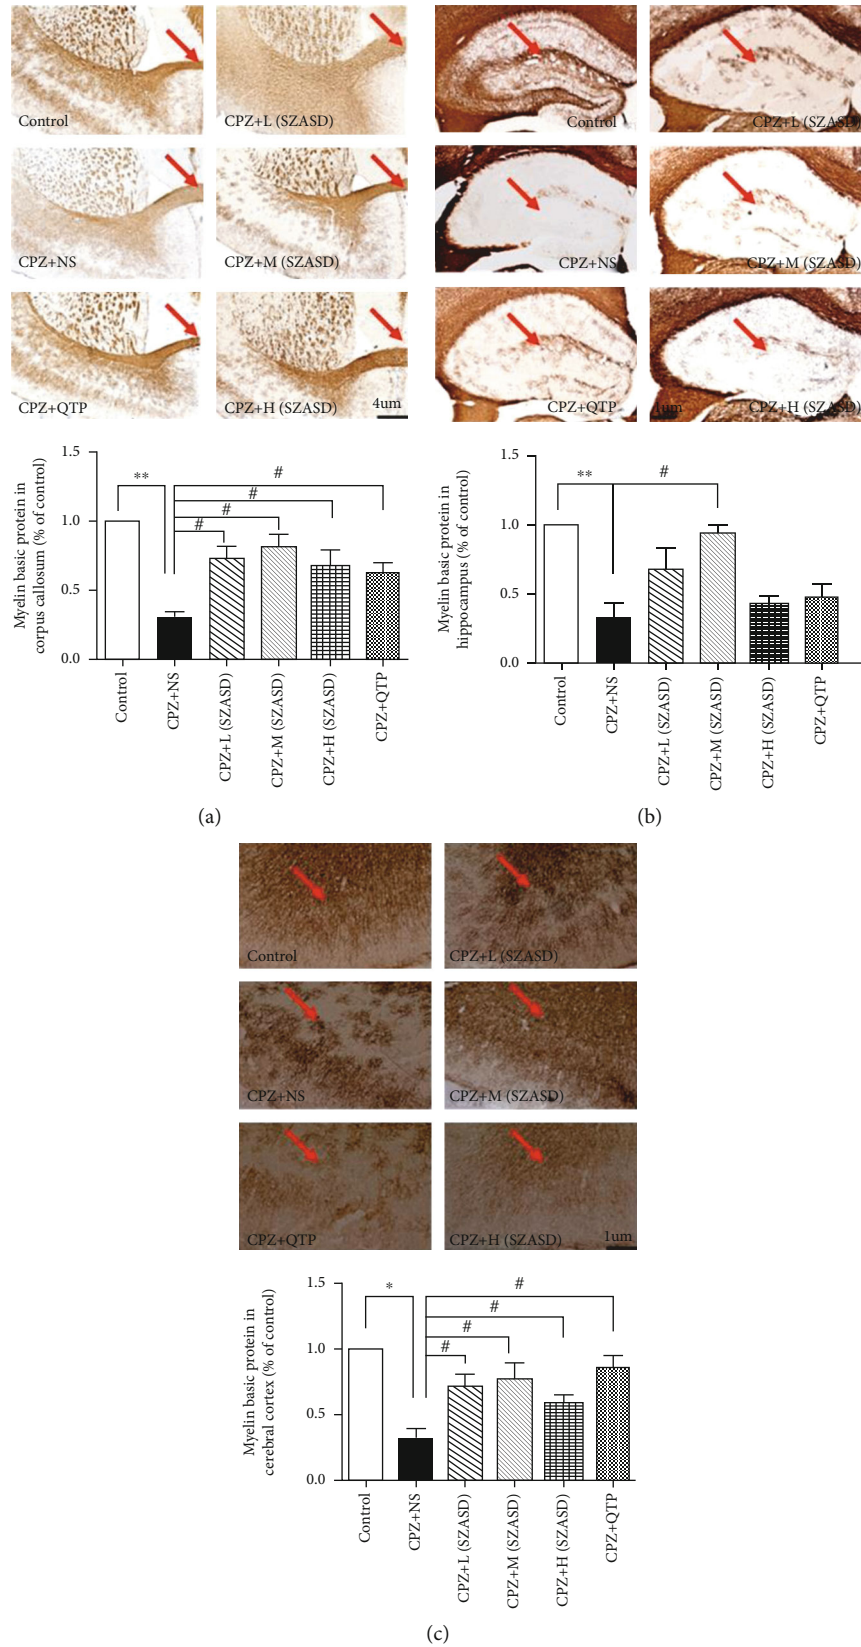 Control
CPZ+L (SZASD)
CPZ+NS
CPZ+M (SZASD)
CPZ+QTP
CPZ+H (SZASD)
4um
Myelin basic protein in
corpus callosum (% of control)
1.5
1.0
0.5
0.0
**
#
#
#
#
Control
CPZ+NS
CPZ+L (SZASD)
CPZ+M (SZASD)
CPZ+H (SZASD)
CPZ+QTP
(a)
Control
CPZ+L (SZASD)
CPZ+NS
CPZ+M (SZASD)
CPZ+QTP
1um
CPZ+H (SZASD)
Myelin basic protein in
hippocampus (% of control)
1.5
1.0
0.5
0.0
**
#
Control
CPZ+NS
CPZ+L (SZASD)
CPZ+M (SZASD)
CPZ+H (SZASD)
CPZ+QTP
(b)
Control
CPZ+L (SZASD)
CPZ+NS
CPZ+M (SZASD)
CPZ+QTP
CPZ+H (SZASD)
1um
Myelin basic protein in
cerebral cortex (% of control)
1.5
1.0
0.5
0.0
*
#
#
#
#
Control
CPZ+NS
CPZ+L (SZASD)
CPZ+M (SZASD)
CPZ+H (SZASD)
CPZ+QTP
(c)